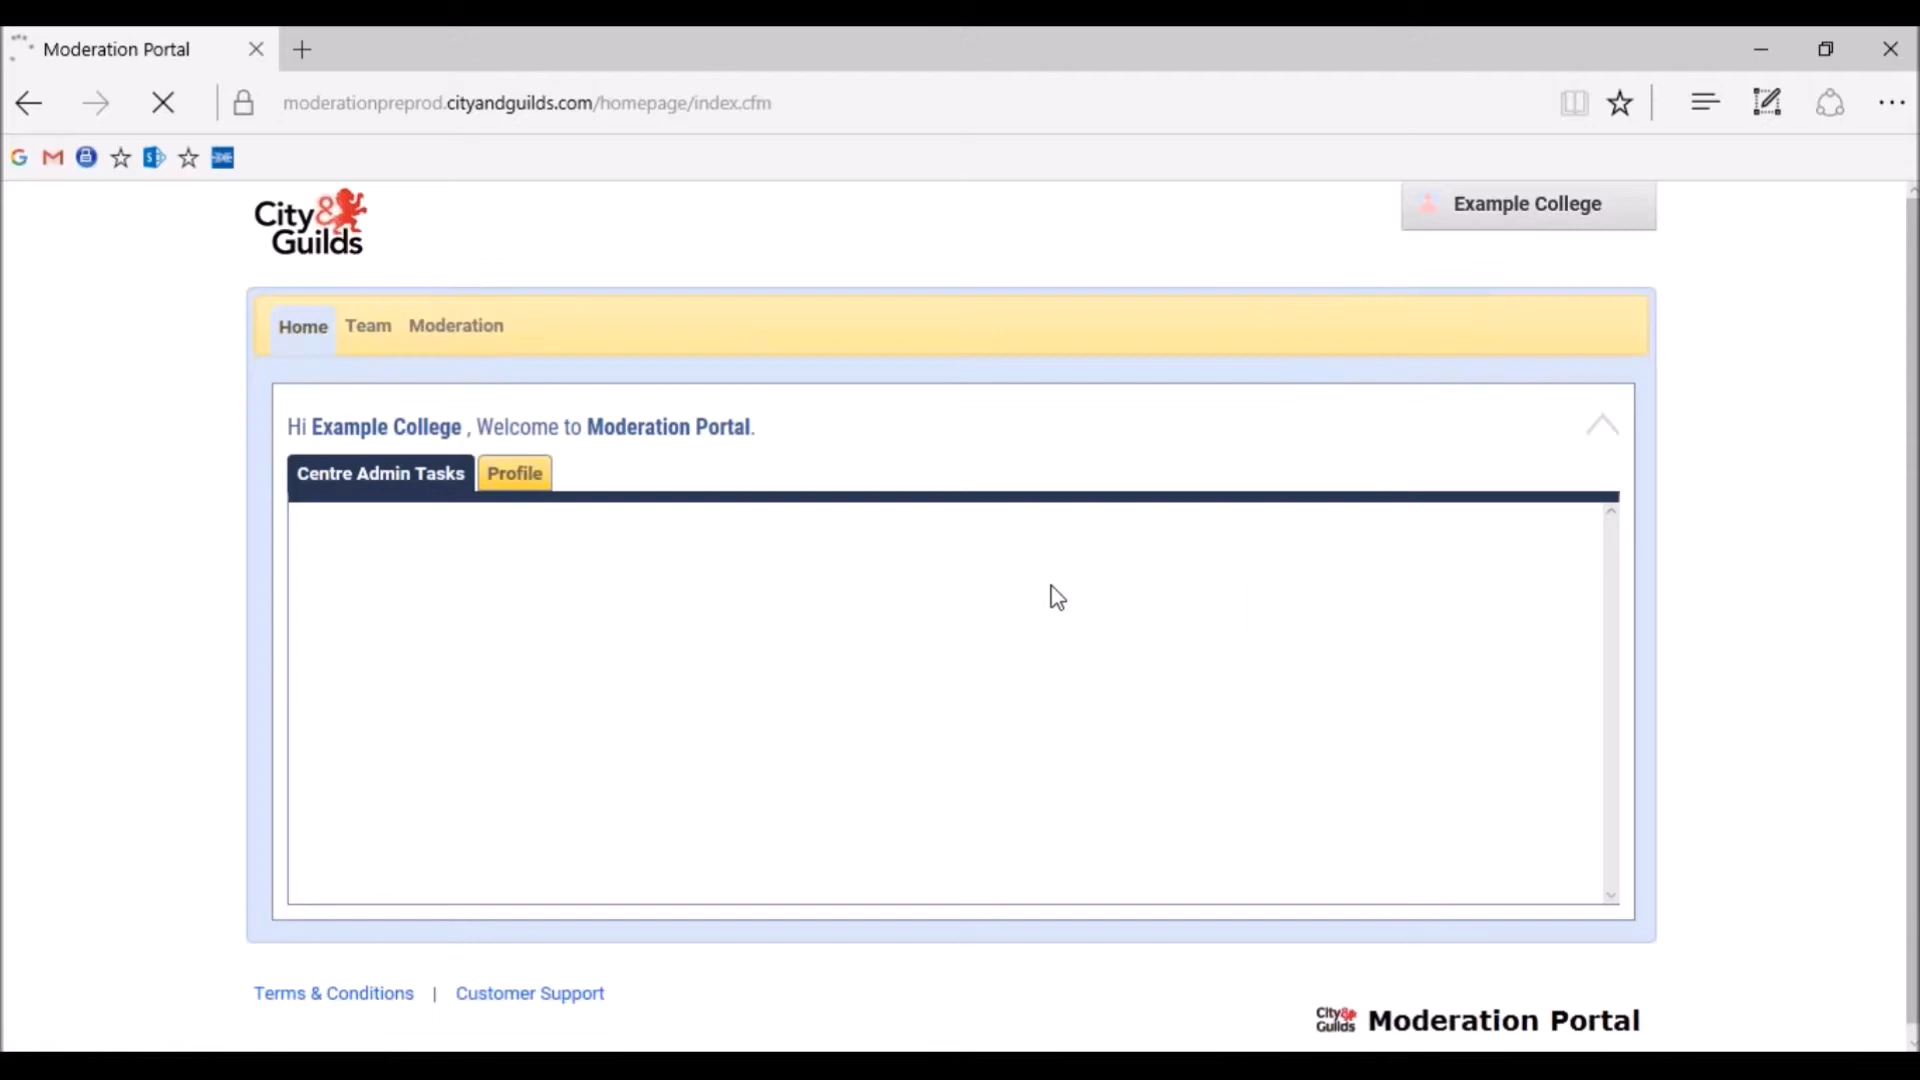 Moderation Portal
moderationpreprod.cityandguilds.com/homepage/index.cfm
City &
Guilds
Example College
Home Team Moderation
Hi Example College , Welcome to Moderation Portal.
Centre Admin Tasks Profile
Terms & Conditions | Customer Support
City & Guilds Moderation Portal